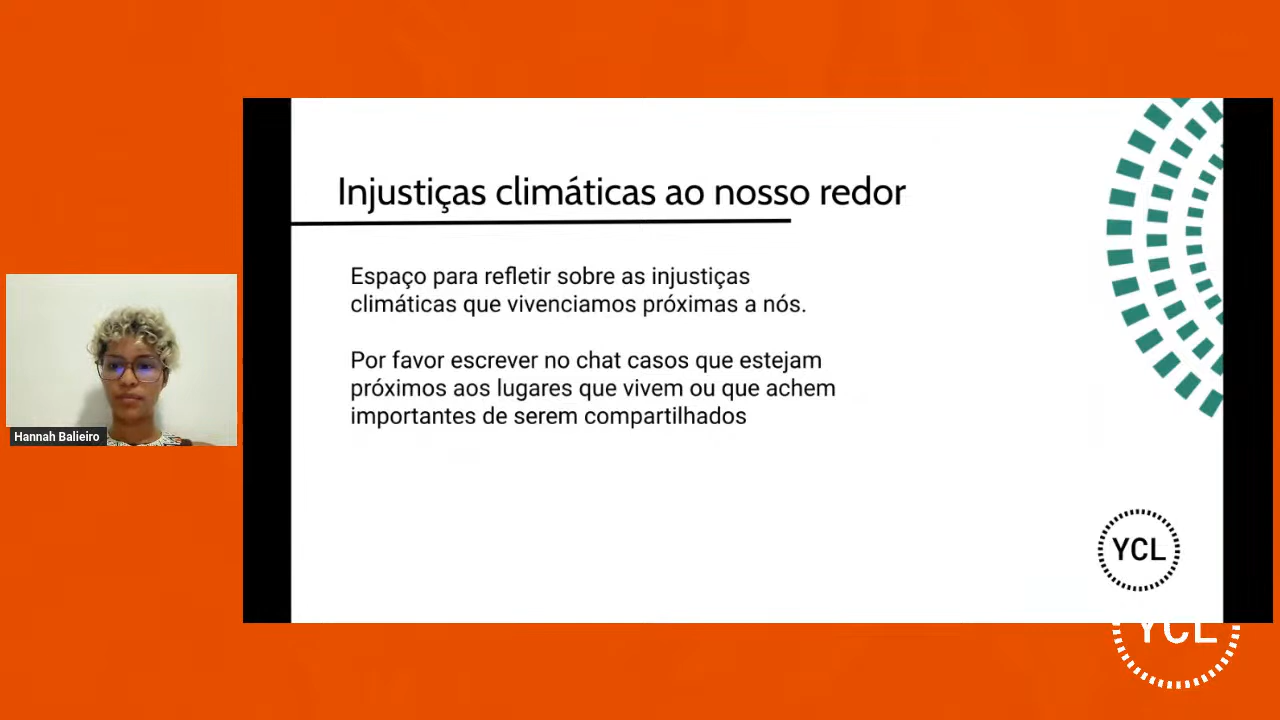 Injustiças climáticas ao nosso redor
Espaço para refletir sobre as injustiças
climáticas que vivenciamos próximas a nós.
Por favor escrever no chat casos que estejam
próximos aos lugares que vivem ou que achem
importantes de serem compartilhados
Hannah Balieiro
YCL
YCL